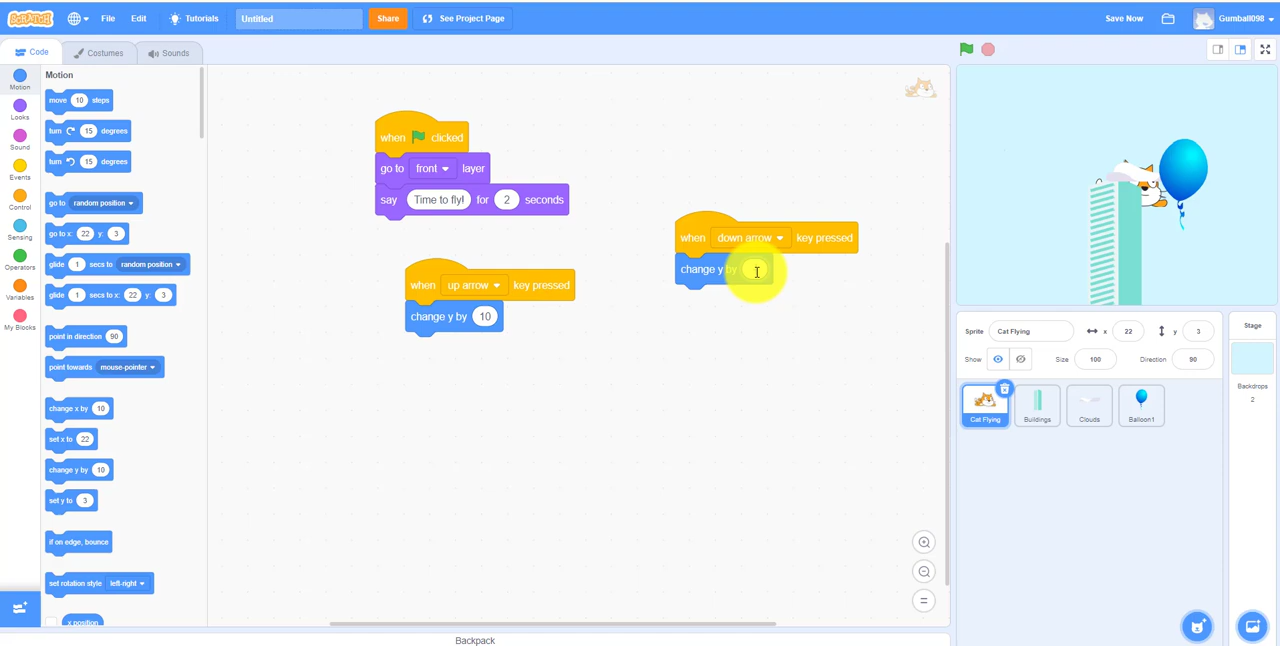 SCRATCH File Edit Tutorials Untitled Share See Project Page Save Now Gumball098
Code Costumes Sounds
Motion
Looks
Sound
Events
Control
Sensing
Operators
Variables
My Blocks
Motion
move 10 steps
turn 15 degrees
turn 15 degrees
go to random position
go to x: 22 y: 3
glide 1 secs to random position
glide 1 secs to x: 22 y: 3
point in direction 90
point towards mouse-pointer
change x by 10
set x to 22
change y by 10
set y to 3
if on edge, bounce
set rotation style left-right
x position
when clicked
go to front layer
say Time to fly! for 2 seconds
when up arrow key pressed
change y by 10
when down arrow key pressed
change y by
Backpack
Sprite Cat Flying x 22 y 3
Show Size 100 Direction 90
Cat Flying
Buildings
Clouds
Balloon1
Stage
Backdrops
2